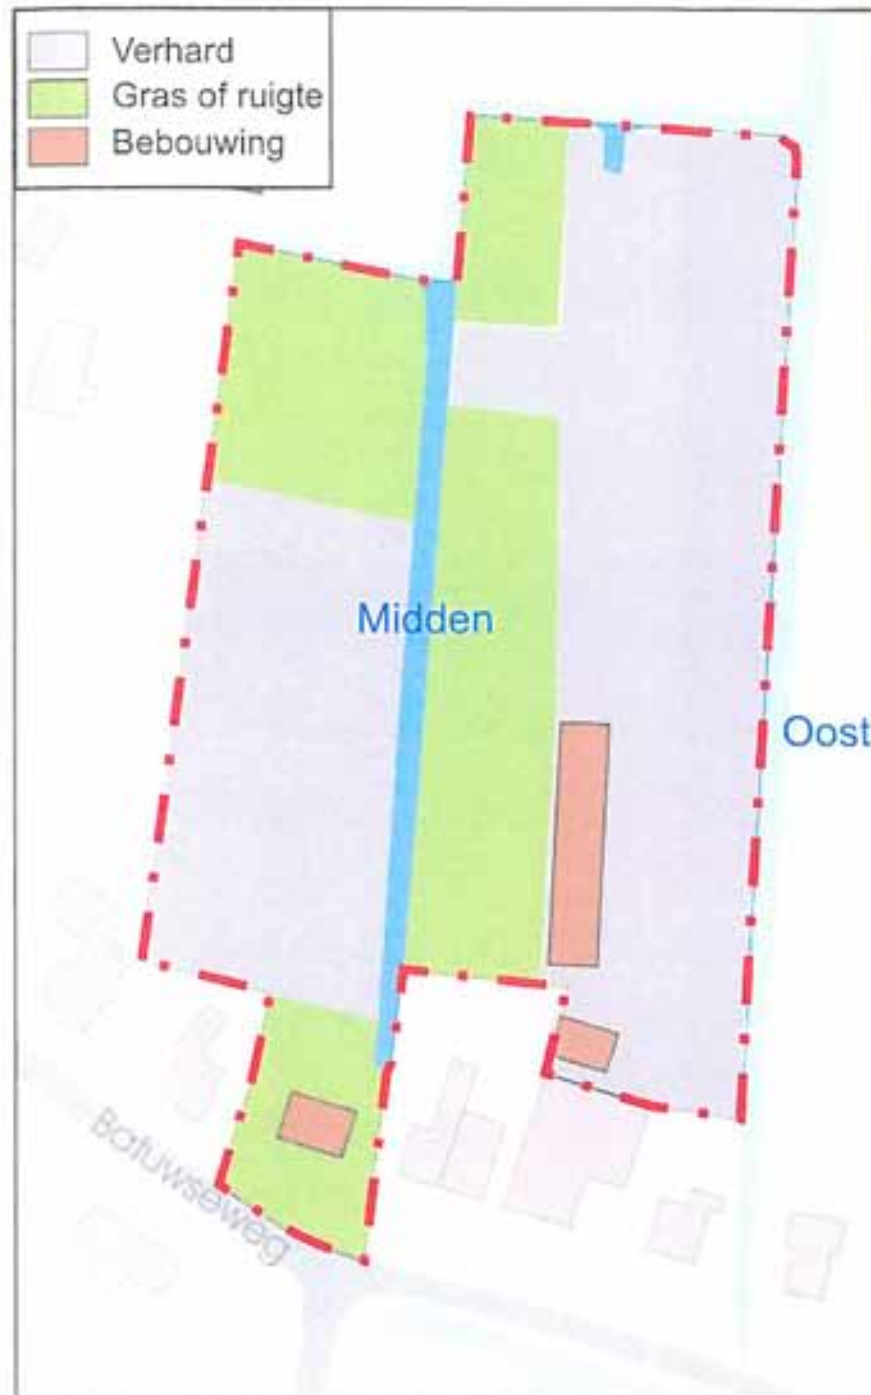 Verhard
Gras of ruigte
Bebouwing
Midden
Oost
Batuwseweg